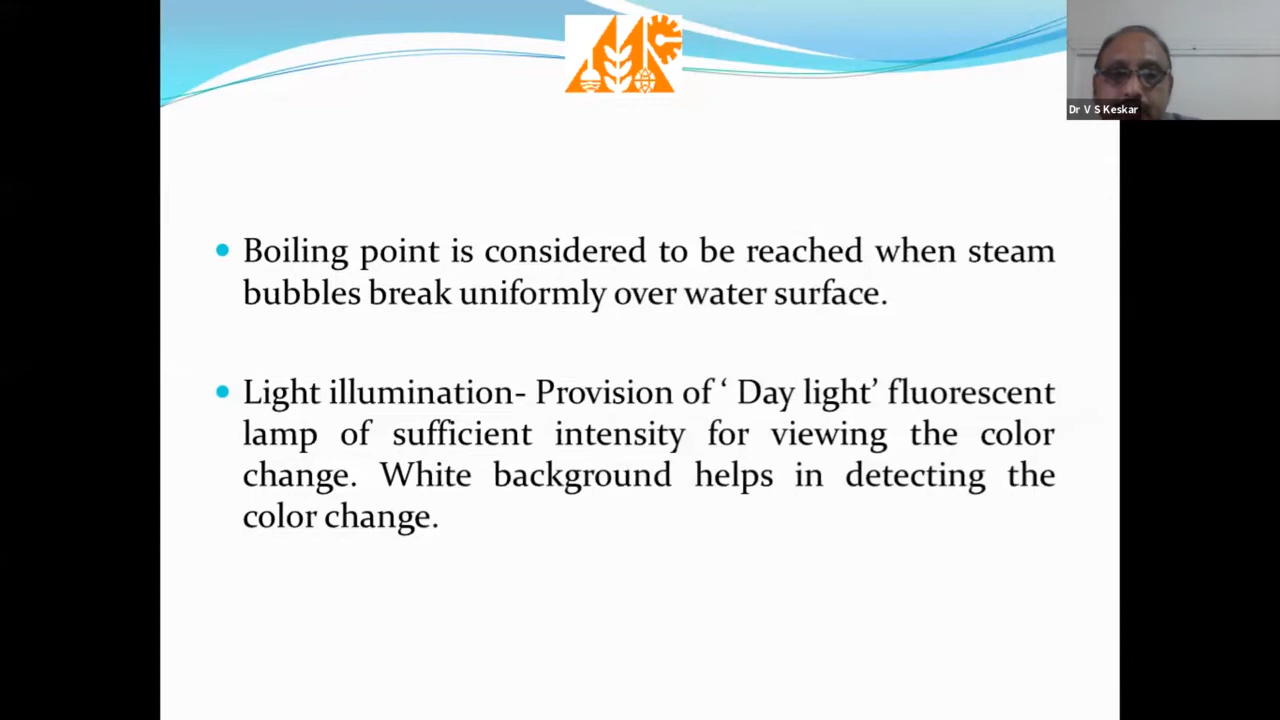 Dr V S Keskar
Boiling point is considered to be reached when steam
bubbles break uniformly over water surface.
Light illumination- Provision of ‘ Day light’ fluorescent
lamp of sufficient intensity for viewing the color
change. White background helps in detecting the
color change.